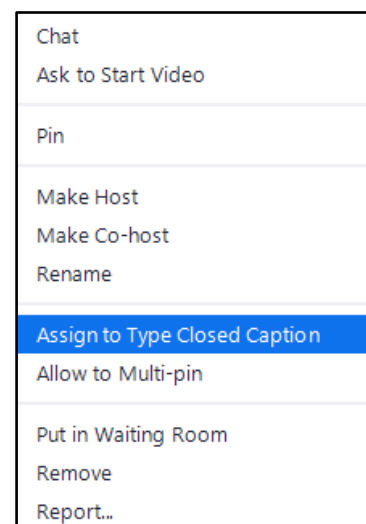 Chat
Ask to Start Video
Pin
Make Host
Make Co-host
Rename
Assign to Type Closed Caption
Allow to Multi-pin
Put in Waiting Room
Remove
Report...